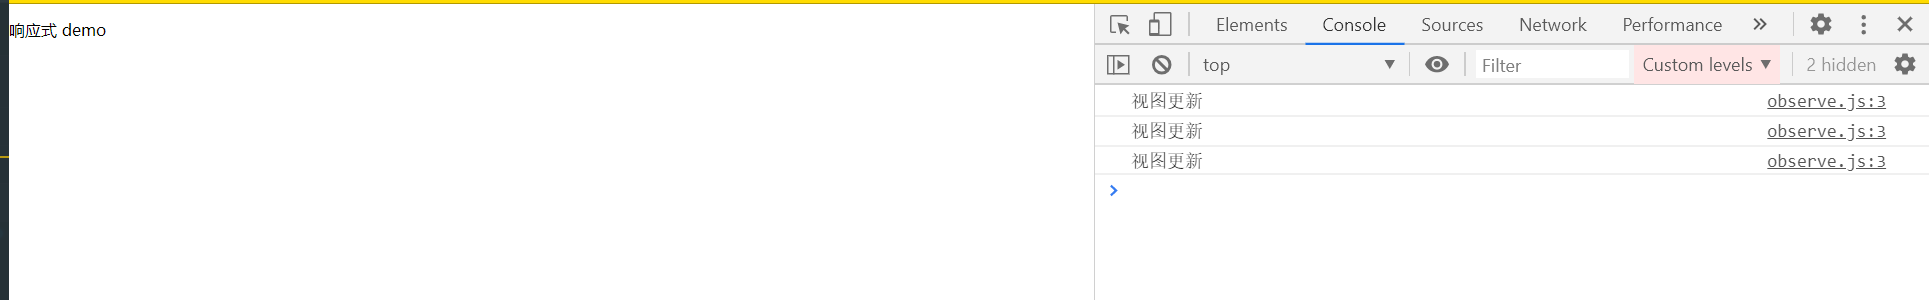 响应式 demo
Elements Console Sources Network Performance
top Filter Custom levels 2 hidden
视图更新 observe.js:3
视图更新 observe.js:3
视图更新 observe.js:3